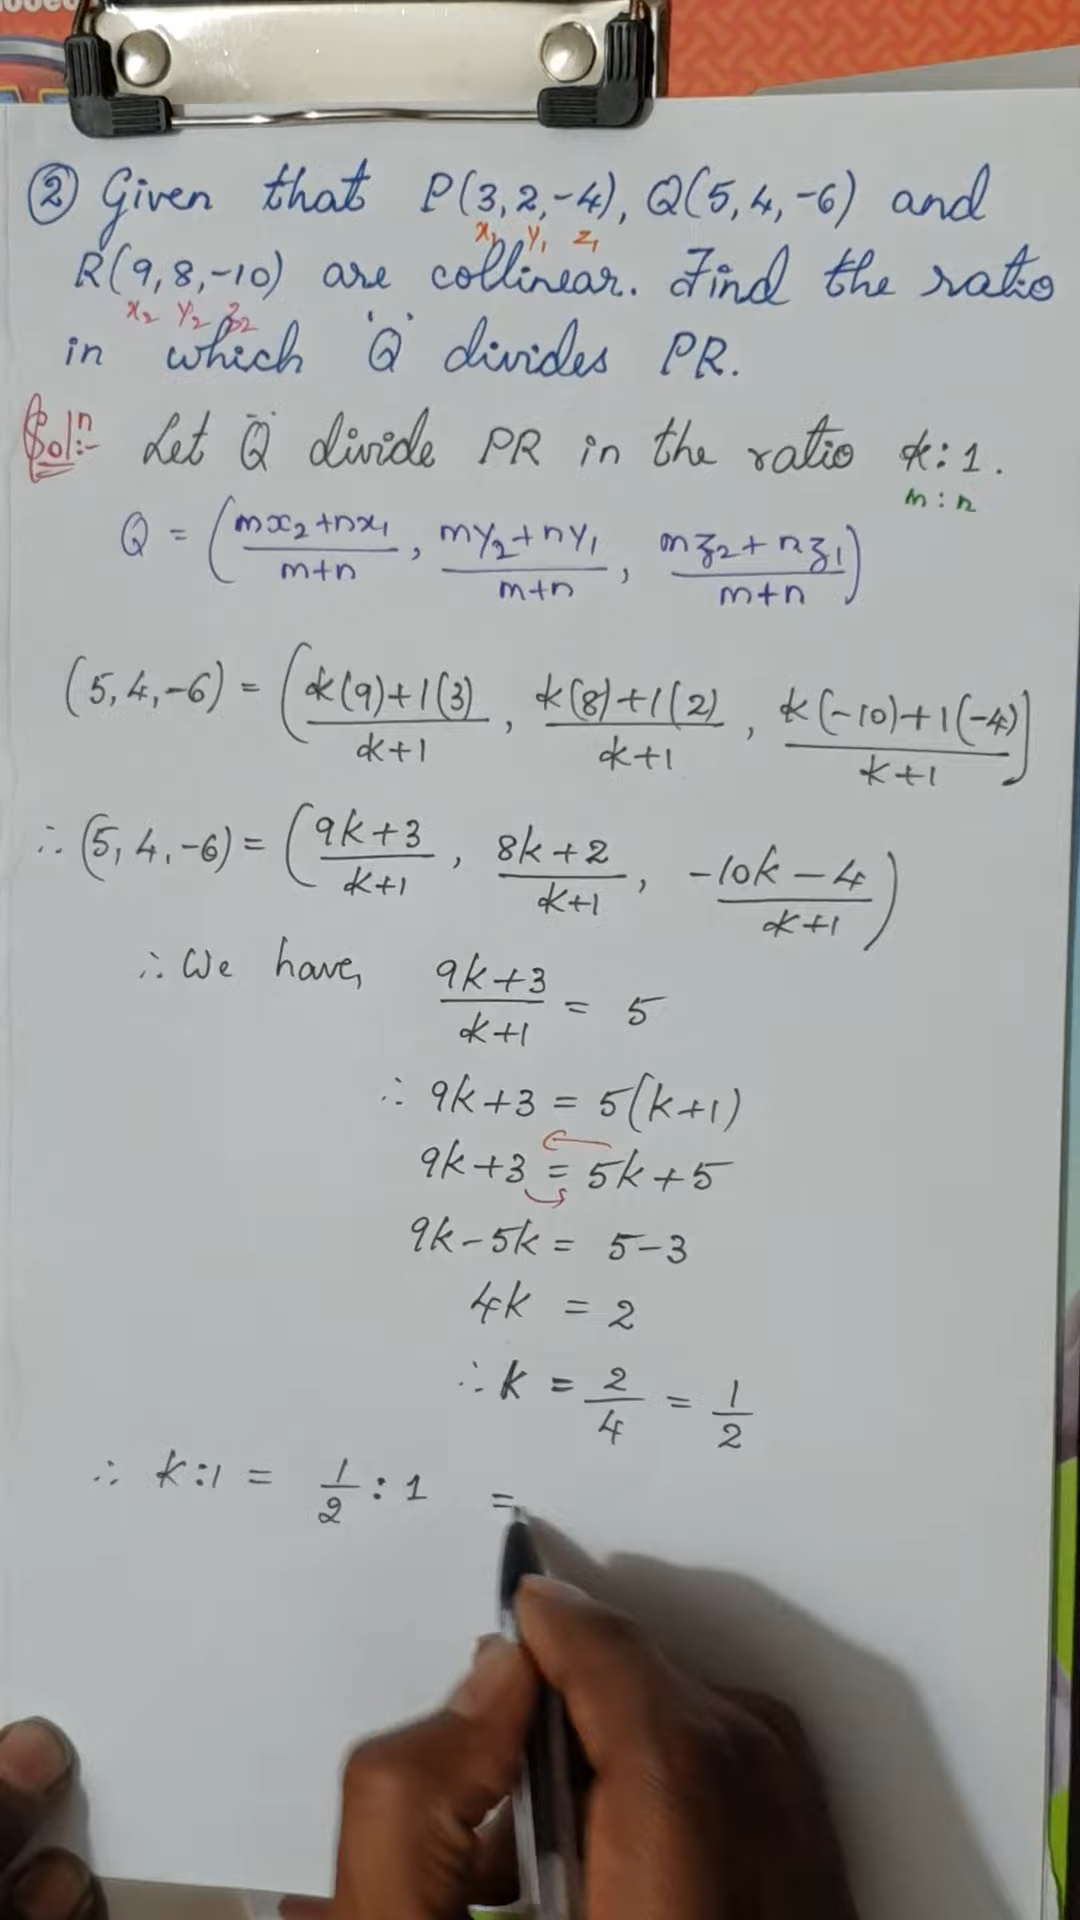 ② Given that P(3, 2, -4), Q(5, 4, -6) and
x₁ y₁ z₁
R(9, 8, -10) are collinear. Find the ratio
x₂ y₂ z₂
in which 'Q' divides PR.
Solⁿ:- Let Q divide PR in the ratio k : 1.
m : n
Q = ( (mx₂+nx₁)/(m+n) , (my₂+ny₁)/(m+n) , (mz₂+nz₁)/(m+n) )
(5, 4, -6) = ( (k(9)+1(3))/(k+1) , (k(8)+1(2))/(k+1) , (k(-10)+1(-4))/(k+1) )
∴ (5, 4, -6) = ( (9k+3)/(k+1) , (8k+2)/(k+1) , (-10k-4)/(k+1) )
∴ We have, (9k+3)/(k+1) = 5
∴ 9k+3 = 5(k+1)
9k+3 = 5k+5
9k-5k = 5-3
4k = 2
∴ k = 2/4 = 1/2
∴ k:1 = 1/2 : 1 =